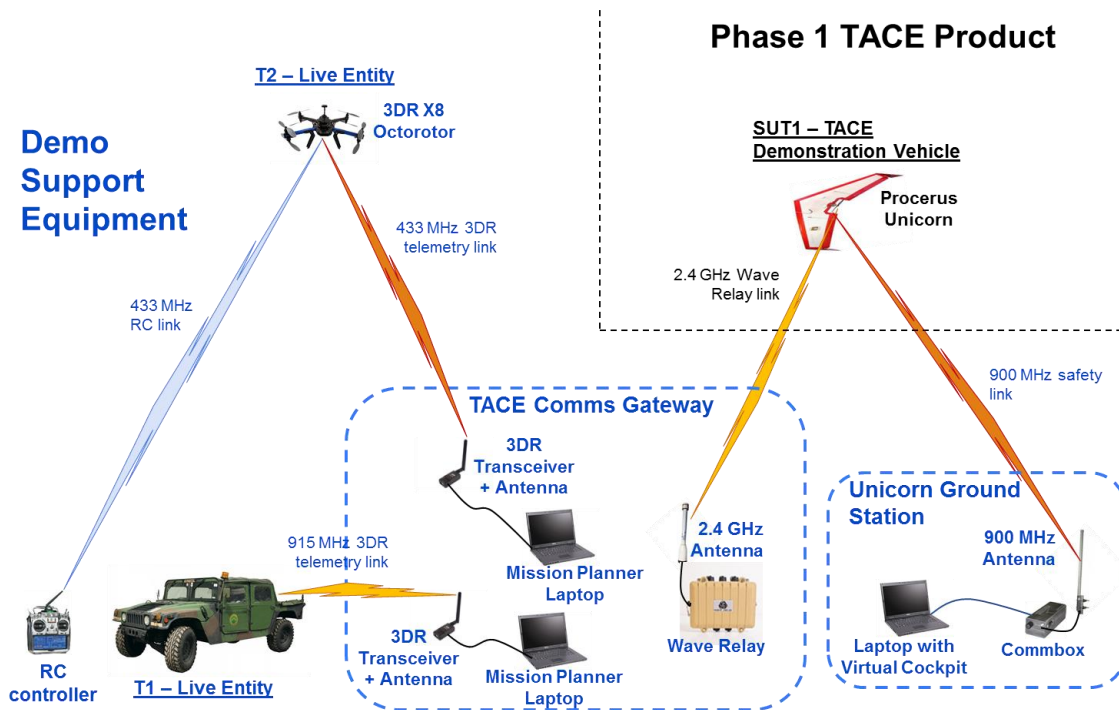 Phase 1 TACE Product
T2 – Live Entity
3DR X8
Octorotor
Demo
Support
Equipment
SUT1 – TACE
Demonstration Vehicle
Procerus
Unicorn
433 MHz 3DR
telemetry link
2.4 GHz Wave
Relay link
433 MHz
RC link
900 MHz safety
link
TACE Comms Gateway
3DR
Transceiver
+ Antenna
Unicorn Ground
Station
2.4 GHz
Antenna
900 MHz
Antenna
915 MHz 3DR
telemetry link
Mission Planner
Laptop
3DR
Transceiver
+ Antenna
Wave Relay
Laptop with
Virtual Cockpit
Commbox
RC
controller
T1 – Live Entity
Mission Planner
Laptop